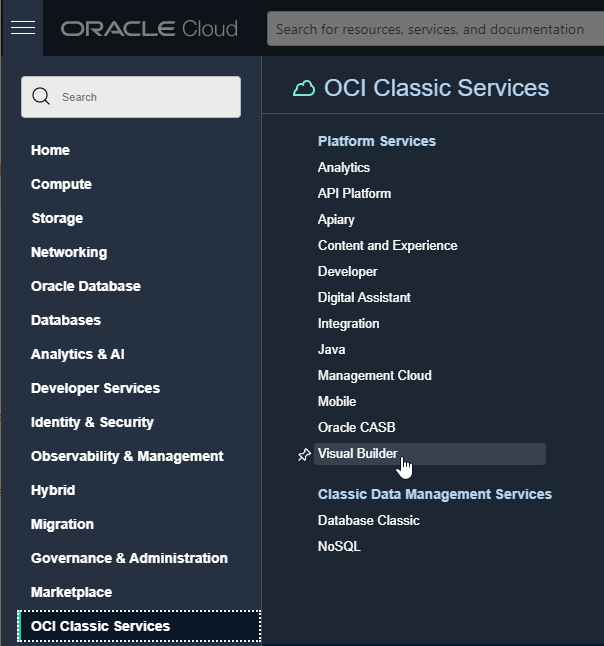 ORACLE Cloud
Search for resources, services, and documentation
Search
Home
Compute
Storage
Networking
Oracle Database
Databases
Analytics & AI
Developer Services
Identity & Security
Observability & Management
Hybrid
Migration
Governance & Administration
Marketplace
OCI Classic Services
OCI Classic Services
Platform Services
Analytics
API Platform
Apiary
Content and Experience
Developer
Digital Assistant
Integration
Java
Management Cloud
Mobile
Oracle CASB
Visual Builder
Classic Data Management Services
Database Classic
NoSQL